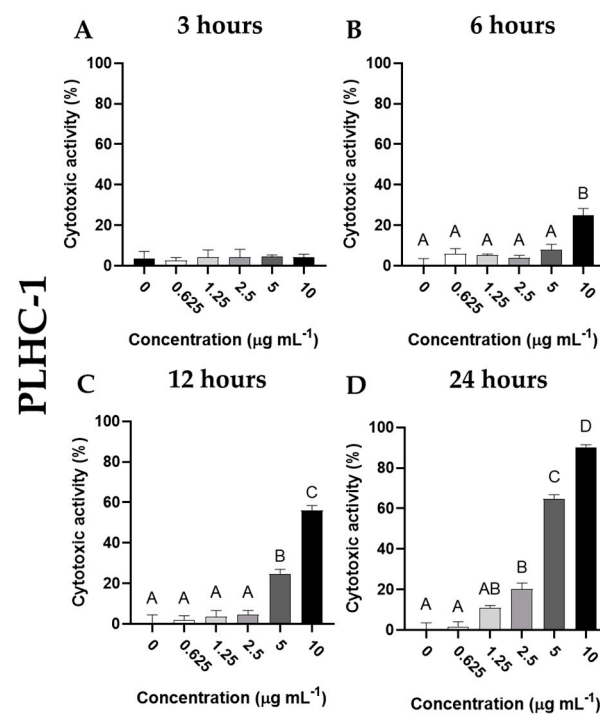 PLHC-1
A 3 hours
Cytotoxic activity (%)
100
80
60
40
20
0
0 0.625 1.25 2.5 5 10
Concentration (µg mL⁻¹)
B 6 hours
Cytotoxic activity (%)
100
80
60
40
20
0
A A A A A B
0 0.625 1.25 2.5 5 10
Concentration (µg mL⁻¹)
C 12 hours
Cytotoxic activity (%)
100
80
60
40
20
0
A A A A B C
0 0.625 1.25 2.5 5 10
Concentration (µg mL⁻¹)
D 24 hours
Cytotoxic activity (%)
100
80
60
40
20
0
A A AB B C D
0 0.625 1.25 2.5 5 10
Concentration (µg mL⁻¹)